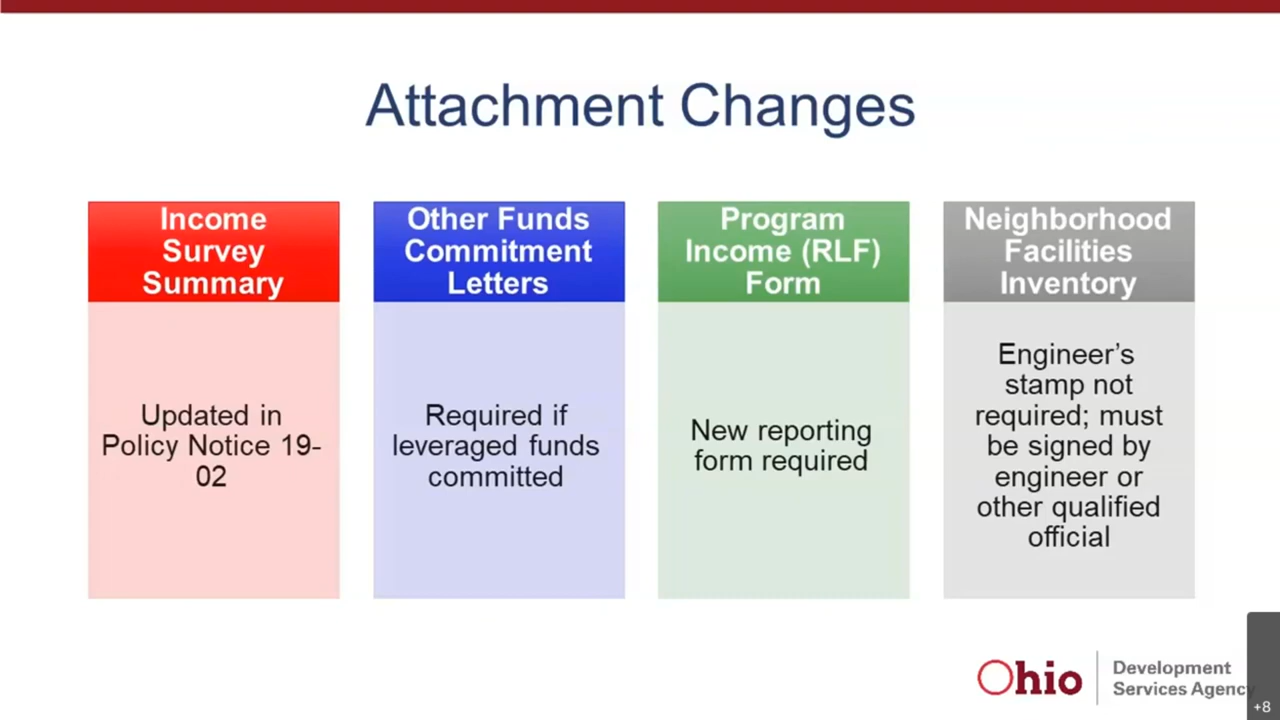 Attachment Changes
Income
Survey
Summary
Updated in
Policy Notice 19-
02
Other Funds
Commitment
Letters
Required if
leveraged funds
committed
Program
Income (RLF)
Form
New reporting
form required
Neighborhood
Facilities
Inventory
Engineer’s
stamp not
required; must
be signed by
engineer or
other qualified
official
Ohio
Development
Services Agency
+8